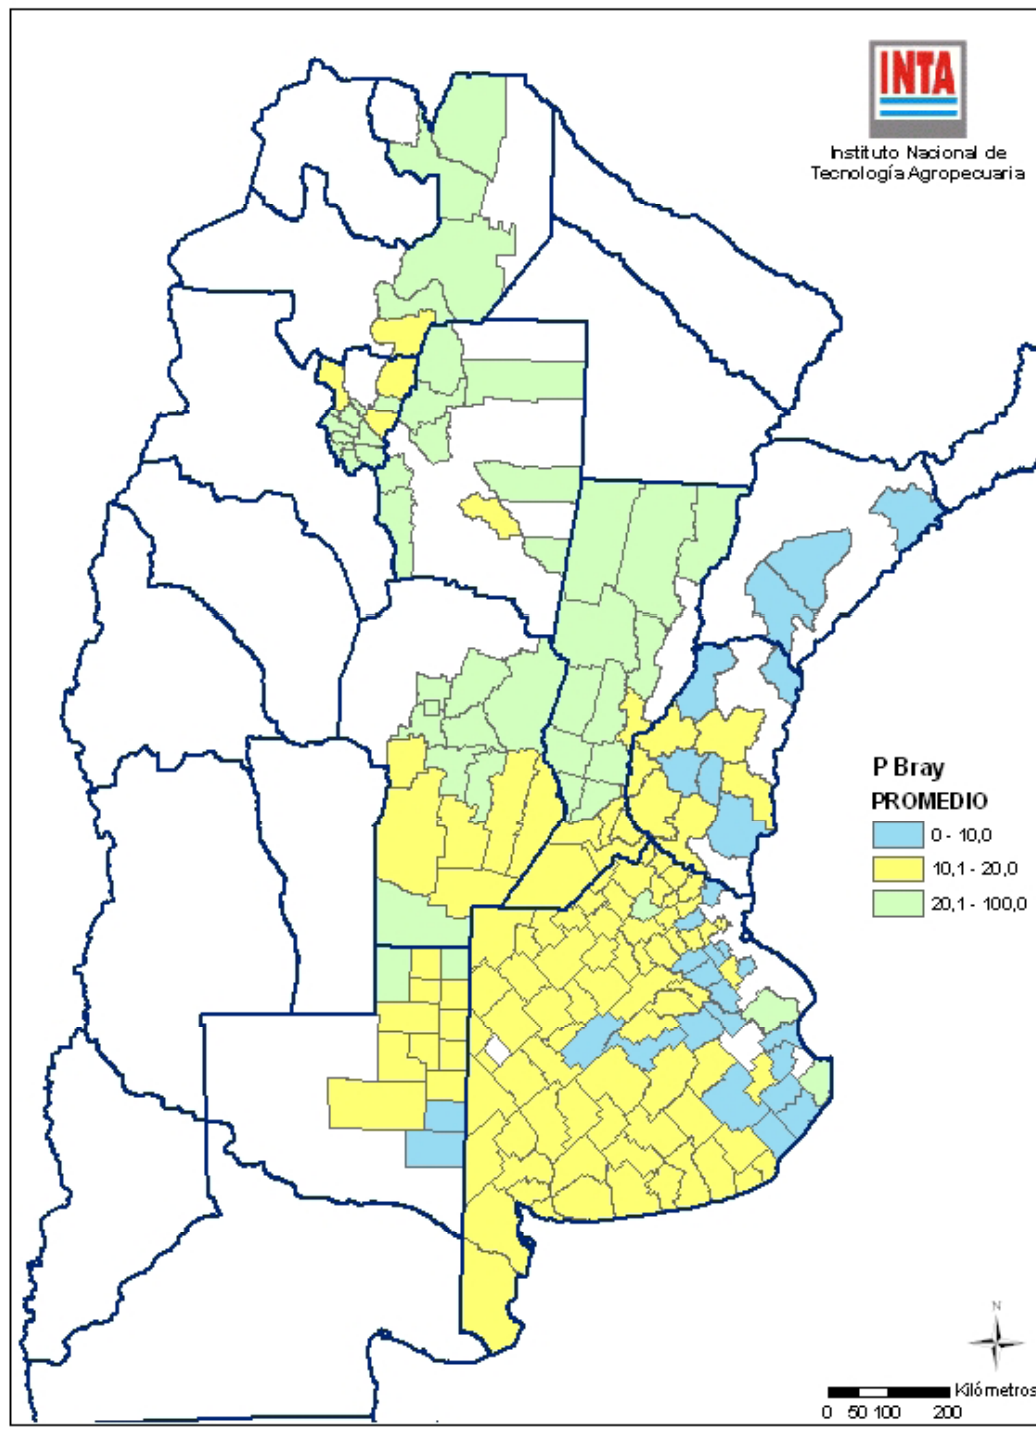 INTA
Instituto Nacional de
Tecnología Agropecuaria
P Bray
PROMEDIO
0 - 10,0
10,1 - 20,0
20,1 - 100,0
N
Kilómetros
0 50 100 200